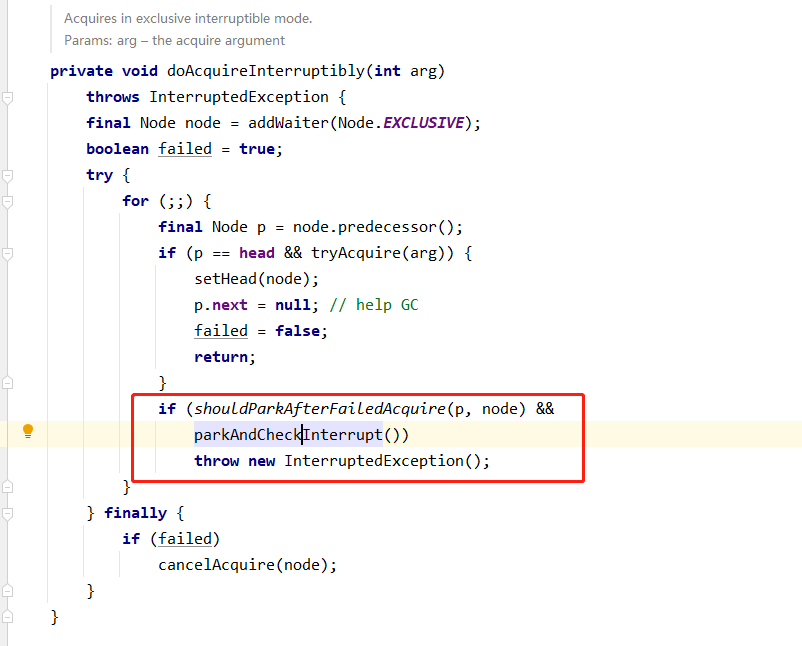 Acquires in exclusive interruptible mode.
Params: arg – the acquire argument
private void doAcquireInterruptibly(int arg)
throws InterruptedException {
final Node node = addWaiter(Node.EXCLUSIVE);
boolean failed = true;
try {
for (;;) {
final Node p = node.predecessor();
if (p == head && tryAcquire(arg)) {
setHead(node);
p.next = null; // help GC
failed = false;
return;
}
if (shouldParkAfterFailedAcquire(p, node) &&
parkAndCheckInterrupt())
throw new InterruptedException();
}
} finally {
if (failed)
cancelAcquire(node);
}
}